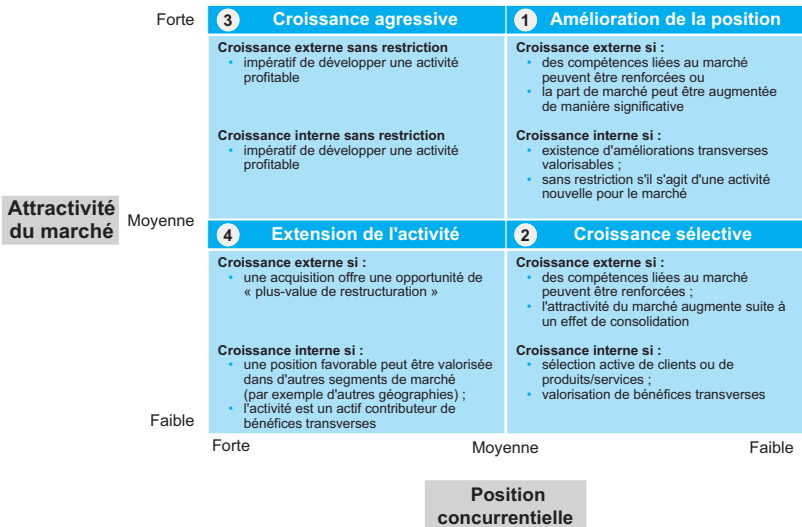 Forte
3 Croissance agressive
Croissance externe sans restriction
• impératif de développer une activité
profitable
Croissance interne sans restriction
• impératif de développer une activité
profitable
1 Amélioration de la position
Croissance externe si :
• des compétences liées au marché
peuvent être renforcées ou
• la part de marché peut être augmentée
de manière significative
Croissance interne si :
• existence d'améliorations transverses
valorisables ;
• sans restriction s'il s'agit d'une activité
nouvelle pour le marché
Attractivité
du marché
Moyenne
4 Extension de l'activité
Croissance externe si :
• une acquisition offre une opportunité de
« plus-value de restructuration »
Croissance interne si :
• une position favorable peut être valorisée
dans d'autres segments de marché
(par exemple d'autres géographies) ;
• l'activité est un actif contributeur de
bénéfices transverses
2 Croissance sélective
Croissance externe si :
• des compétences liées au marché
peuvent être renforcées ;
• l'attractivité du marché augmente suite à
un effet de consolidation
Croissance interne si :
• sélection active de clients ou de
produits/services ;
• valorisation de bénéfices transverses
Faible
Forte
Moyenne
Faible
Position
concurrentielle